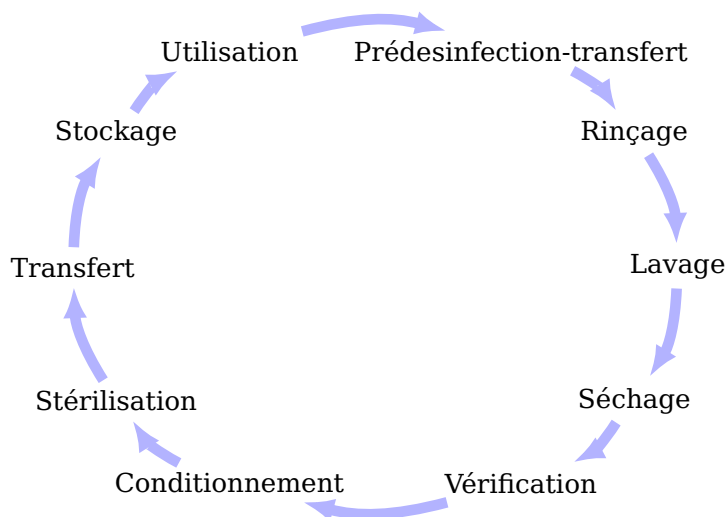 Utilisation
Prédesinfection-transfert
Rinçage
Lavage
Séchage
Vérification
Conditionnement
Stérilisation
Transfert
Stockage